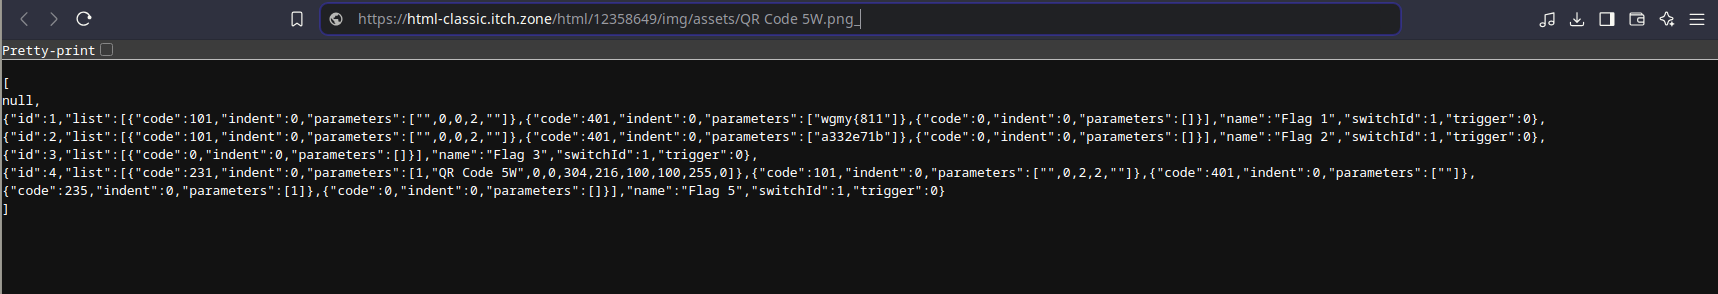 https://html-classic.itch.zone/html/12358649/img/assets/QR Code 5W.png_
Pretty-print
[
null,
{"id":1,"list":[{"code":101,"indent":0,"parameters":["",0,0,2,""]},{"code":401,"indent":0,"parameters":["wgmy{811"]},{"code":0,"indent":0,"parameters":[]}],"name":"Flag 1","switchId":1,"trigger":0},
{"id":2,"list":[{"code":101,"indent":0,"parameters":["",0,0,2,""]},{"code":401,"indent":0,"parameters":["a332e71b"]},{"code":0,"indent":0,"parameters":[]}],"name":"Flag 2","switchId":1,"trigger":0},
{"id":3,"list":[{"code":0,"indent":0,"parameters":[]}],"name":"Flag 3","switchId":1,"trigger":0},
{"id":4,"list":[{"code":231,"indent":0,"parameters":[1,"QR Code 5W",0,0,304,216,100,100,255,0]},{"code":101,"indent":0,"parameters":["",0,2,2,""]},{"code":401,"indent":0,"parameters":[""]},
{"code":235,"indent":0,"parameters":[1]},{"code":0,"indent":0,"parameters":[]}],"name":"Flag 5","switchId":1,"trigger":0}
]